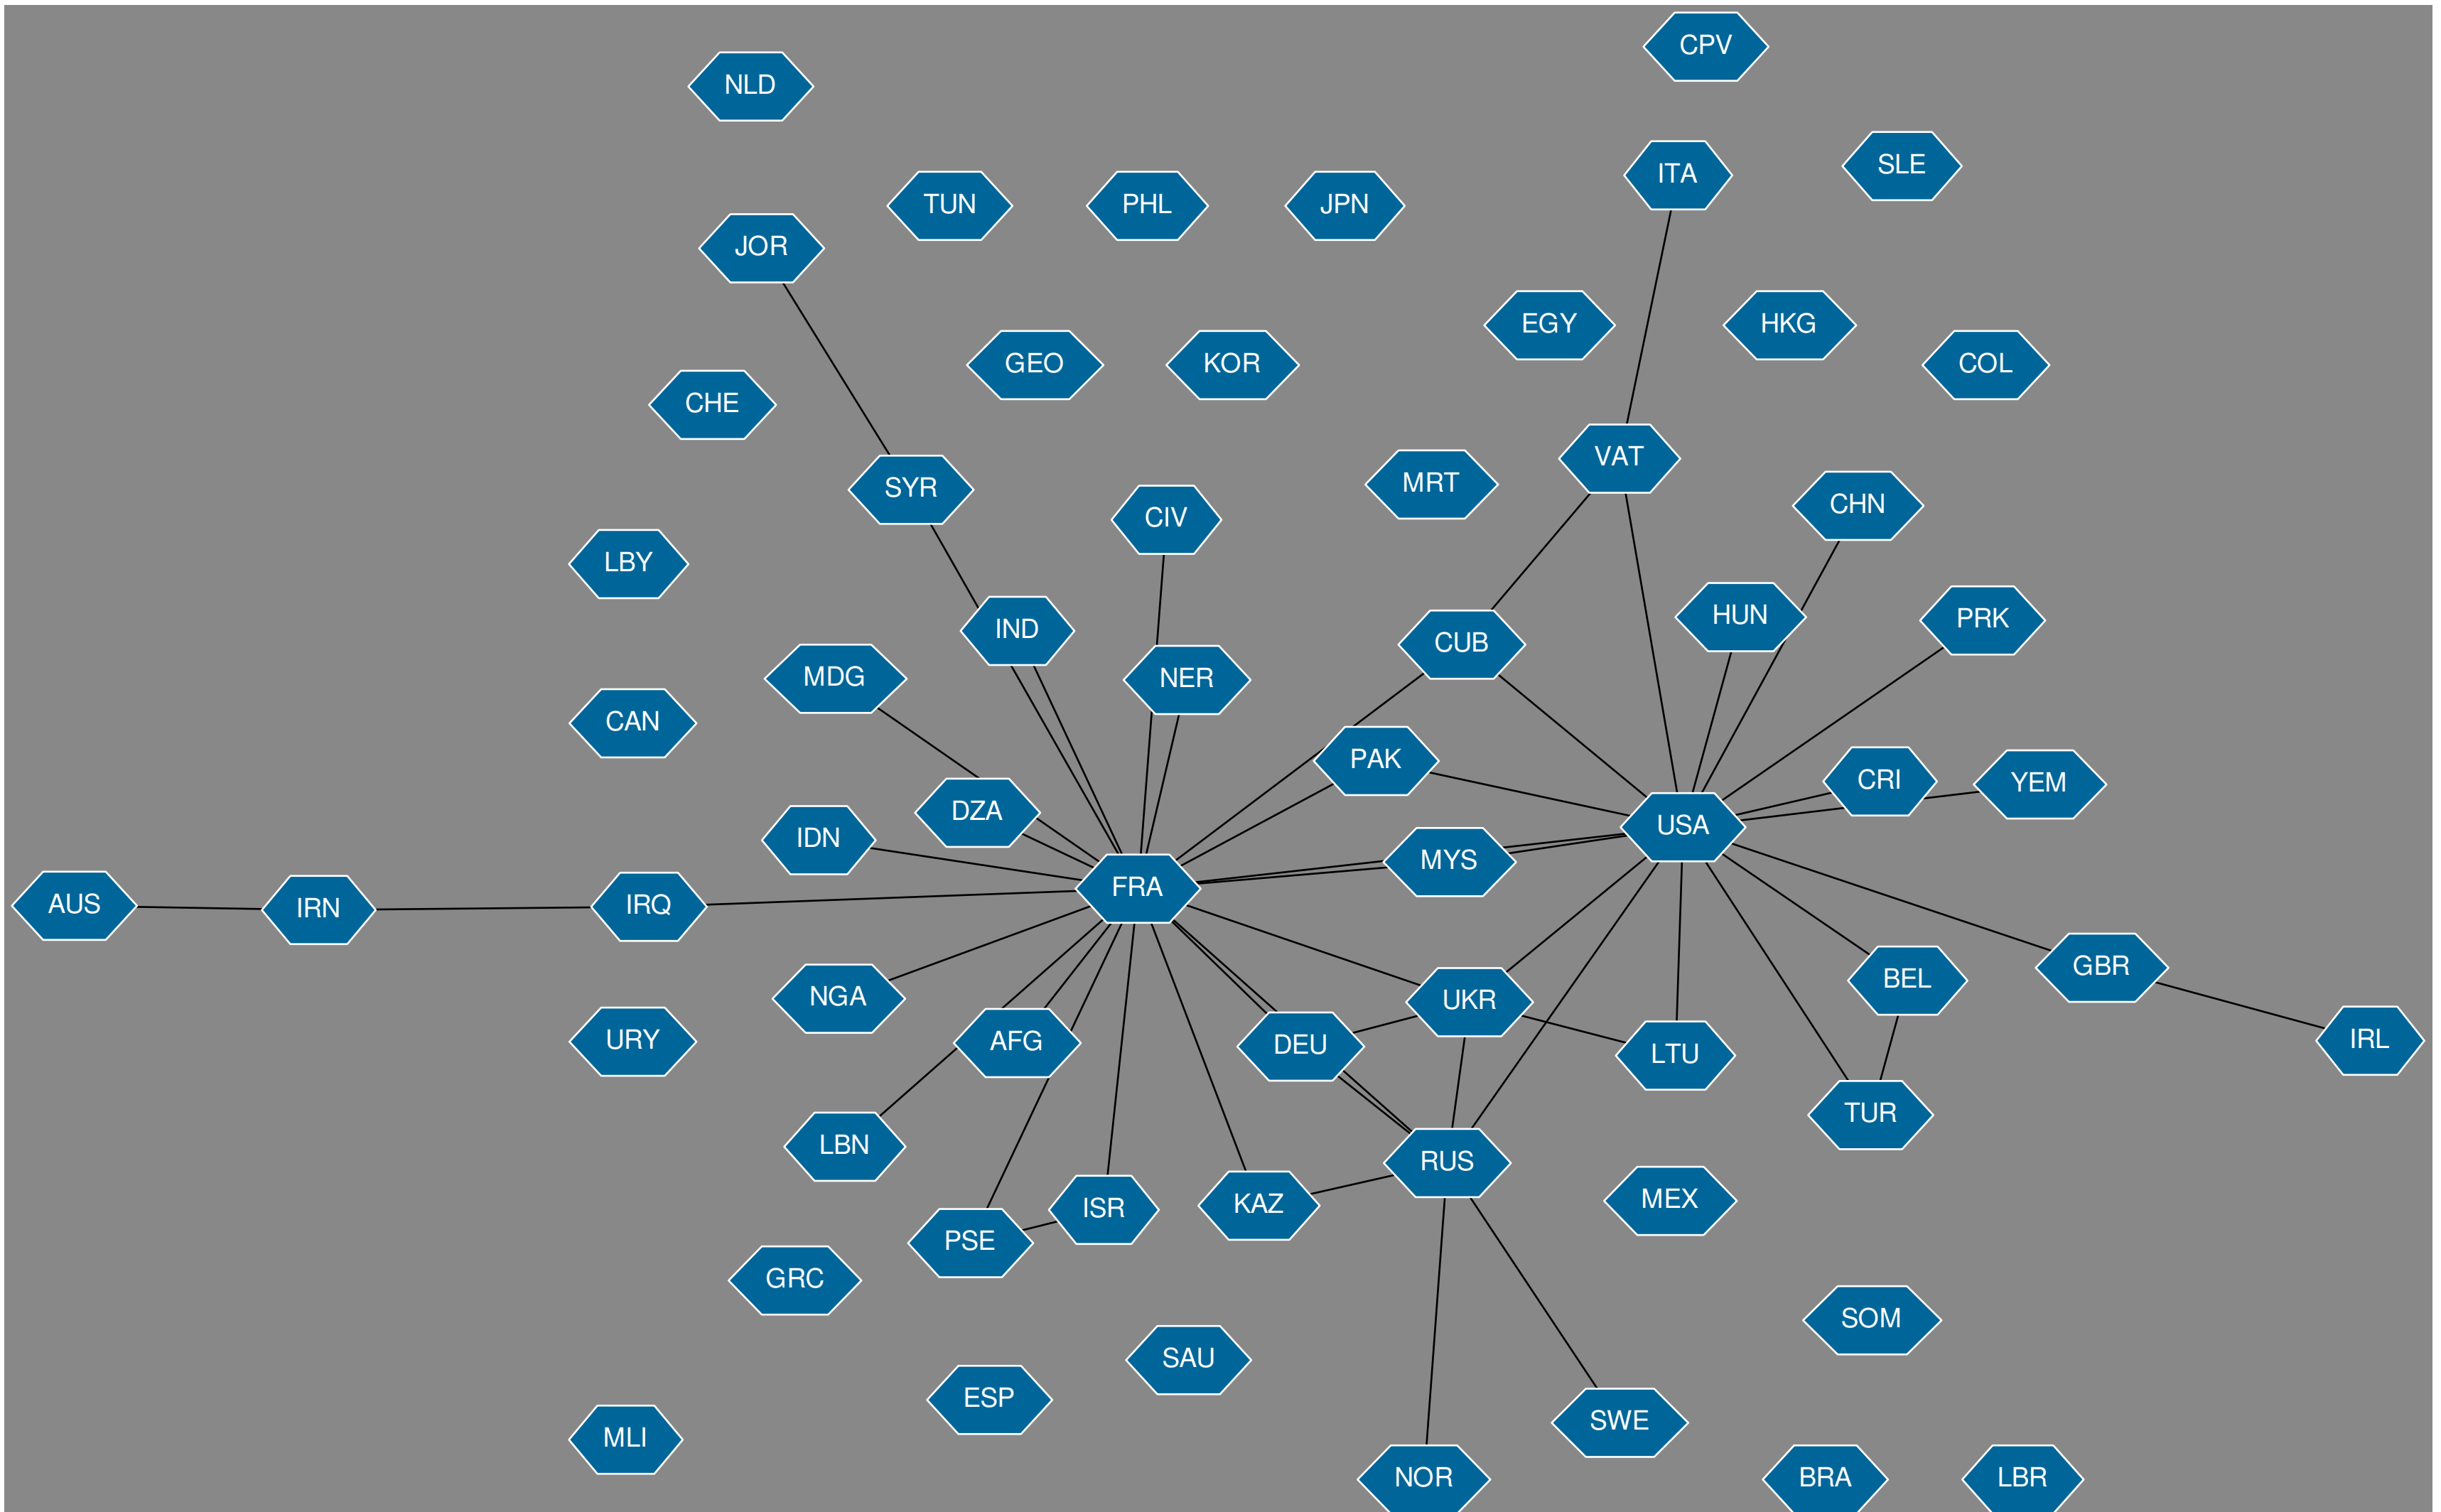 CPV
NLD
SLE
ITA
TUN
PHL
JPN
JOR
EGY
HKG
GEO
KOR
COL
CHE
VAT
MRT
SYR
CHN
CIV
LBY
HUN
PRK
IND
CUB
MDG
NER
CAN
PAK
CRI
YEM
DZA
USA
IDN
MYS
FRA
AUS
IRN
IRQ
GBR
BEL
NGA
UKR
URY
AFG
DEU
IRL
LTU
TUR
LBN
RUS
MEX
KAZ
ISR
PSE
GRC
SOM
SAU
ESP
SWE
MLI
NOR
BRA
LBR